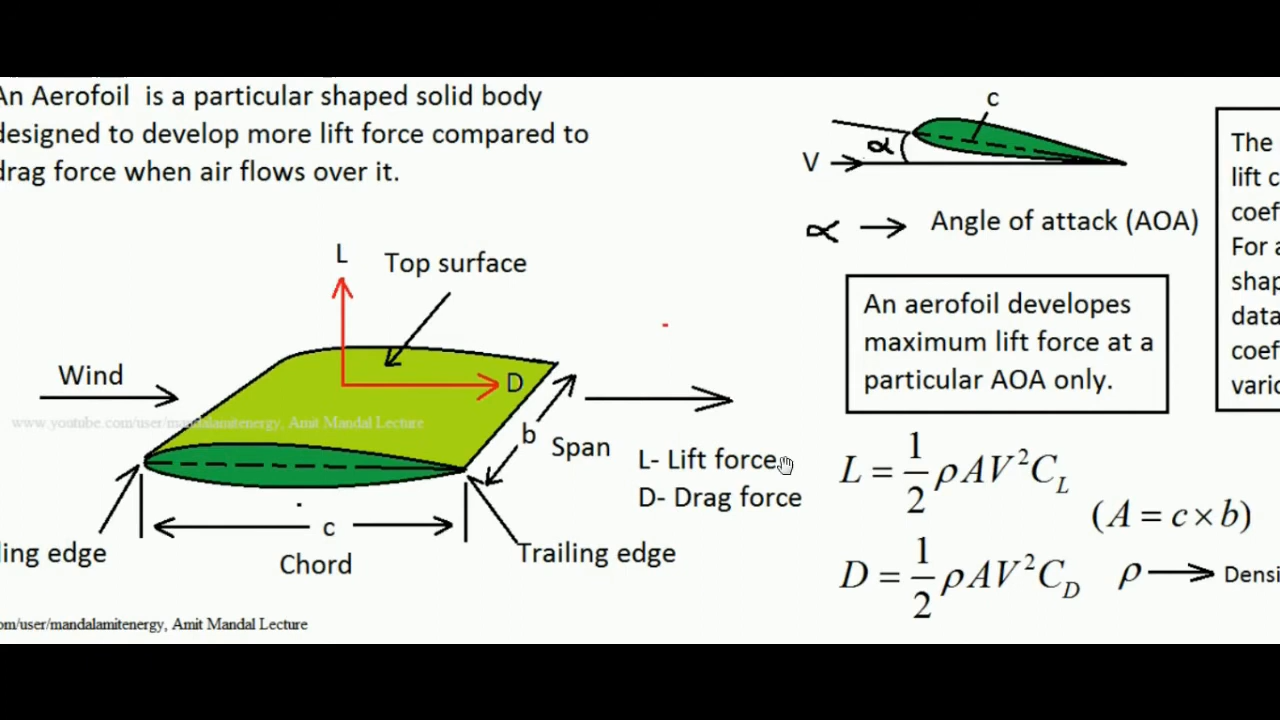 An Aerofoil is a particular shaped solid body
designed to develop more lift force compared to
drag force when air flows over it.
L
Top surface
Wind
D
www.youtube.com/user/mandalamitenergy, Amit Mandal Lecture
b
Span
L- Lift force
D- Drag force
c
ling edge
Chord
Trailing edge
om/user/mandalamitenergy, Amit Mandal Lecture
c
α
V
α → Angle of attack (AOA)
An aerofoil developes
maximum lift force at a
particular AOA only.
L = 1/2 ρAV²C_L
(A = c × b)
D = 1/2 ρAV²C_D
ρ → Densi
The
lift c
coef
For a
shap
data
coef
vario